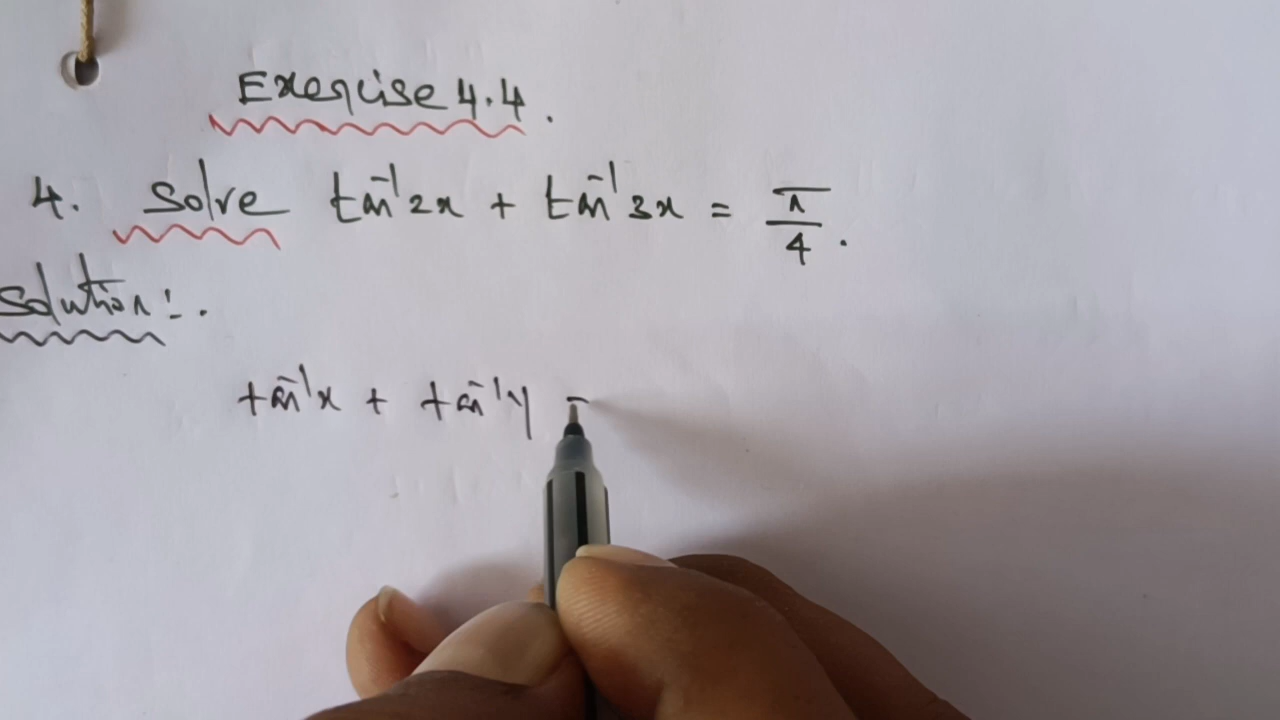 Exercise 4.4.
4. Solve tan⁻¹2x + tan⁻¹3x = π/4.
Solution:.
tan⁻¹x + tan⁻¹y -